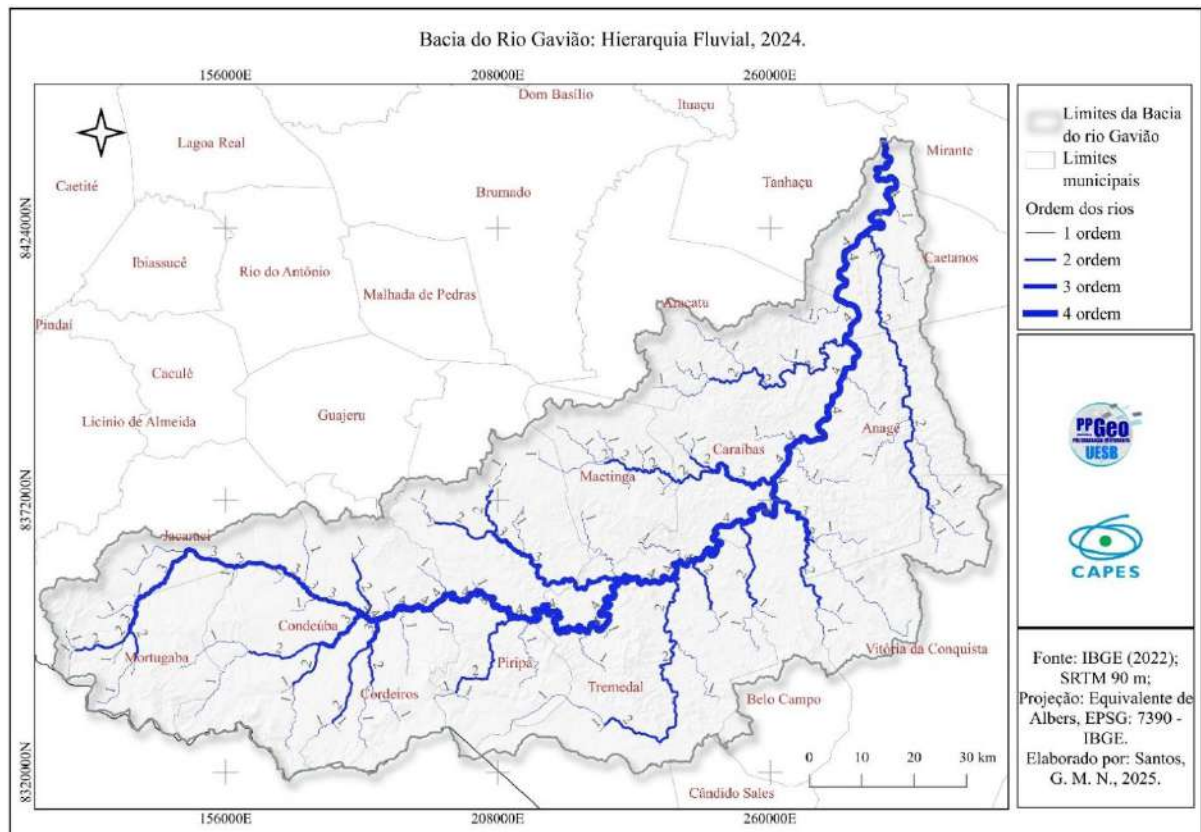 Bacia do Rio Gavião: Hierarquia Fluvial, 2024.
156000E 208000E 260000E
Dom Basílio
Ituaçu
Lagoa Real
Mirante
Caetité
Tanhaçu
Brumado
8424000N
Ibiassucê
Rio do Antônio
Caetanos
Malhada de Pedras
Aracatu
Pindaí
Caculé
Licínio de Almeida
Guajeru
Anagé
Caraíbas
Maetinga
8372000N
Jacaraci
Condeúba
Mortugaba
Vitória da Conquista
Piripá
Cordeiros
Tremedal
Belo Campo
0 10 20 30 km
8320000N
Cândido Sales
156000E 208000E 260000E
Limites da Bacia
do rio Gavião
Limites
municipais
Ordem dos rios
1 ordem
2 ordem
3 ordem
4 ordem
PPGeo
UESB
CAPES
Fonte: IBGE (2022);
SRTM 90 m;
Projeção: Equivalente de
Albers, EPSG: 7390 -
IBGE.
Elaborado por: Santos,
G. M. N., 2025.